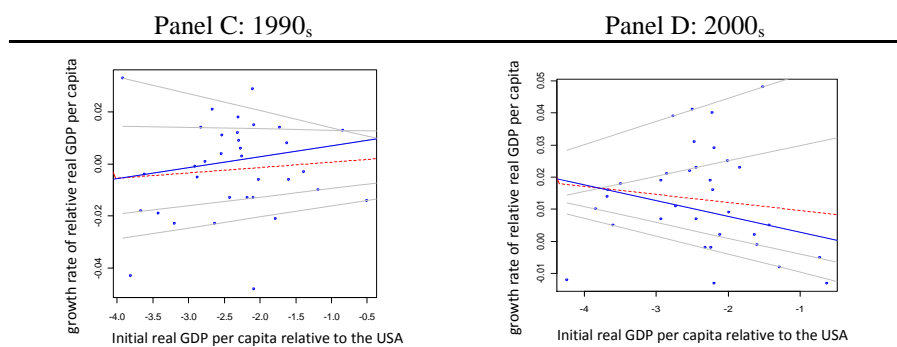 Panel C: 1990s
Panel D: 2000s
growth rate of relative real GDP per capita
0.02
0.00
-0.02
-0.04
-4.0 -3.5 -3.0 -2.5 -2.0 -1.5 -1.0 -0.5
Initial real GDP per capita relative to the USA
growth rate of relative real GDP per capita
0.05
0.04
0.03
0.02
0.01
0.00
-0.01
-4 -3 -2 -1
Initial real GDP per capita relative to the USA